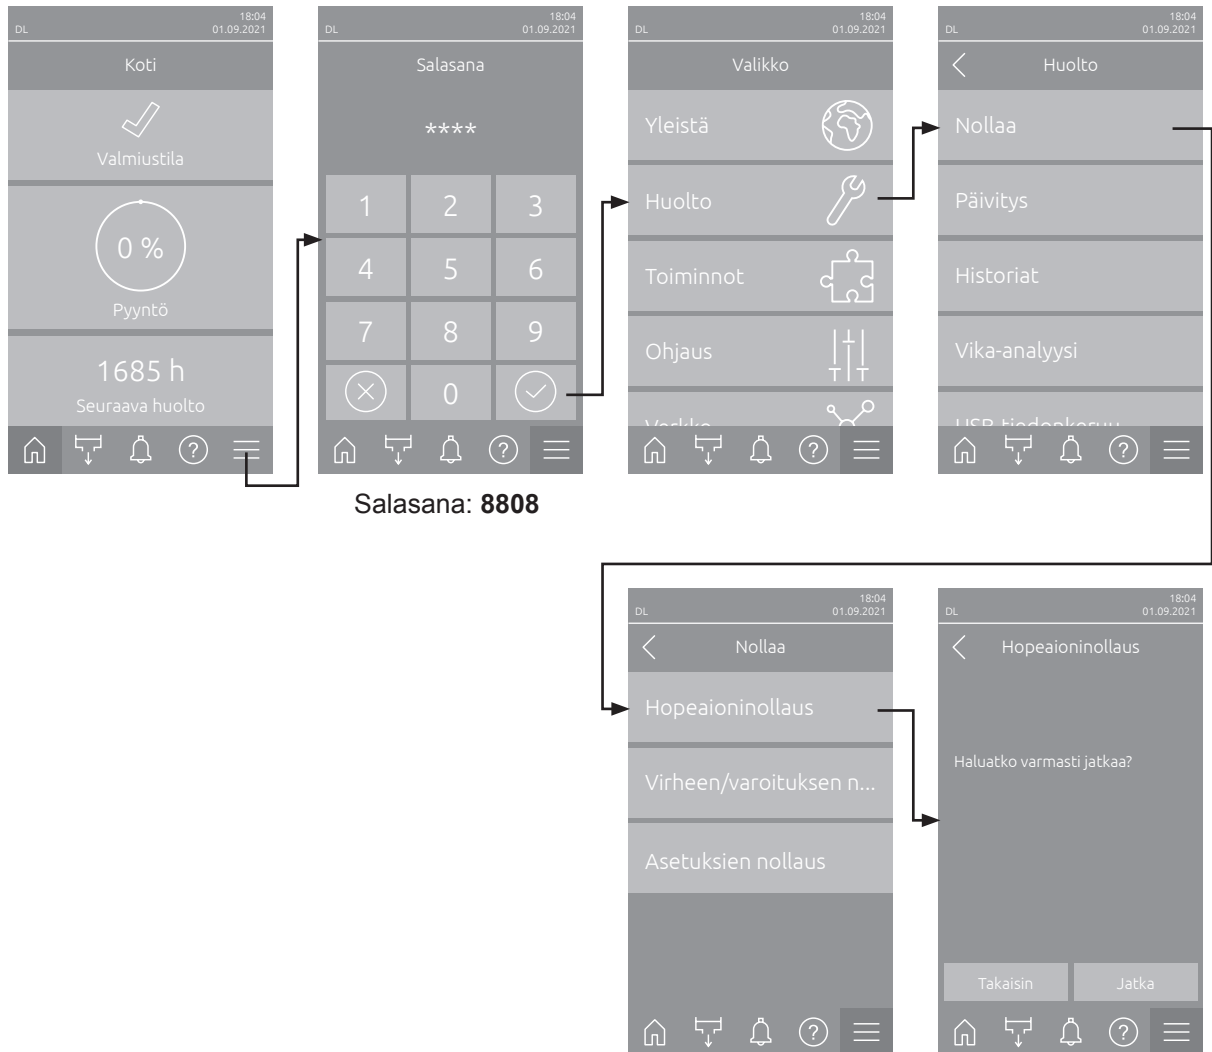 18:04
DL 01.09.2021
Koti
Valmiustila
0 %
Pyyntö
1685 h
Seuraava huolto
18:04
DL 01.09.2021
Salasana
****
1 2 3
4 5 6
7 8 9
0
?
?
Salasana: 8808
18:04
DL 01.09.2021
Valikko
Yleistä
Huolto
Toiminnot
Ohjaus
Verkko
?
18:04
DL 01.09.2021
Huolto
Nollaa
Päivitys
Historiat
Vika-analyysi
USB-tiedonkeruu
?
18:04
DL 01.09.2021
Nollaa
Hopeaioninollaus
Virheen/varoituksen n...
Asetuksien nollaus
?
18:04
DL 01.09.2021
Hopeaioninollaus
Haluatko varmasti jatkaa?
Takaisin Jatka
?